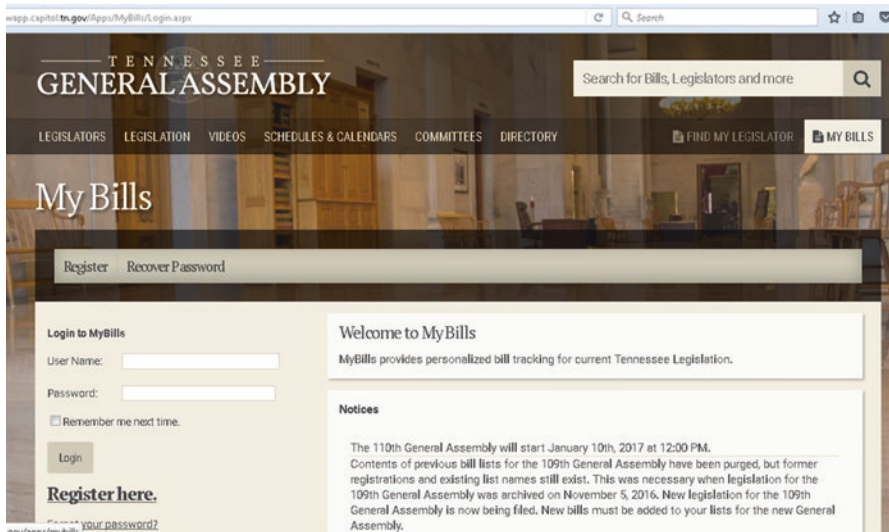 wapp.capitol.tn.gov/Apps/MyBills/Login.aspx
Search
TENNESSEE
GENERAL ASSEMBLY
Search for Bills, Legislators and more
LEGISLATORS LEGISLATION VIDEOS SCHEDULES & CALENDARS COMMITTEES DIRECTORY FIND MY LEGISLATOR MY BILLS
My Bills
Register Recover Password
Login to MyBills
User Name:
Password:
Remember me next time.
Login
Register here.
your password?
Welcome to MyBills
MyBills provides personalized bill tracking for current Tennessee Legislation.
Notices
The 110th General Assembly will start January 10th, 2017 at 12:00 PM.
Contents of previous bill lists for the 109th General Assembly have been purged, but former
registrations and existing list names still exist. This was necessary when legislation for the
109th General Assembly was archived on November 5, 2016. New legislation for the 109th
General Assembly is now being filed. New bills must be added to your lists for the new General
Assembly.